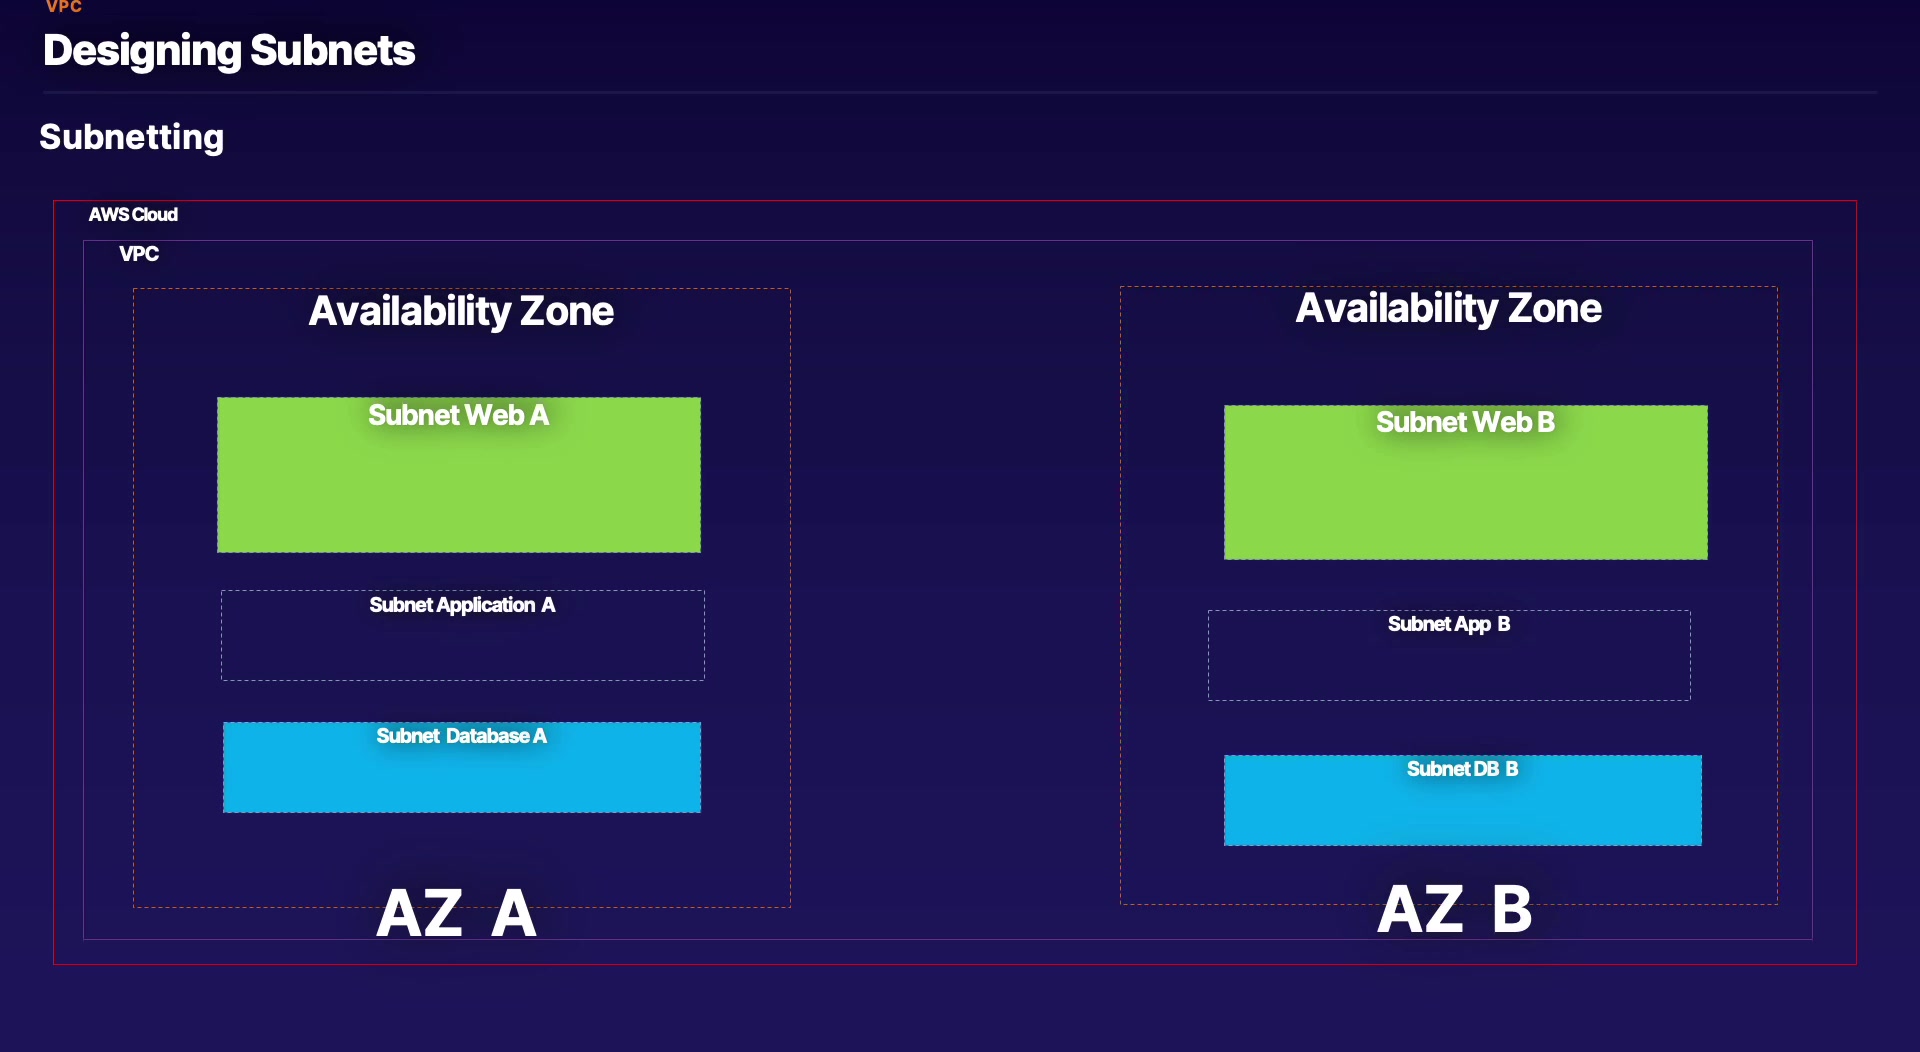 VPC
Designing Subnets
Subnetting
AWS Cloud
VPC
Availability Zone
Subnet Web A
Subnet Application A
Subnet Database A
AZ A
Availability Zone
Subnet Web B
Subnet App B
Subnet DB B
AZ B